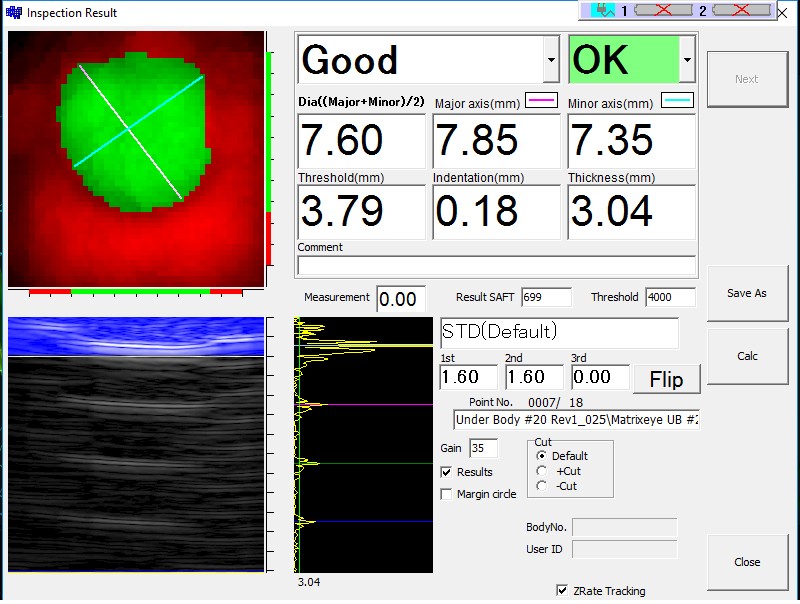 Inspection Result
1 2
Good OK
Next
Dia((Major+Minor)/2) Major axis(mm) Minor axis(mm)
7.60 7.85 7.35
Threshold(mm) Indentation(mm) Thickness(mm)
3.79 0.18 3.04
Comment
Measurement 0.00 Result SAFT 699 Threshold 4000
Save As
STD(Default)
Calc
1st 2nd 3rd
1.60 1.60 0.00 Flip
Point No. 0007/ 18
Under Body #20 Rev1_025\Matrixeye UB #2
Gain 35
Cut
Default
+Cut
-Cut
Results
Margin circle
BodyNo.
User ID
Close
3.04
ZRate Tracking